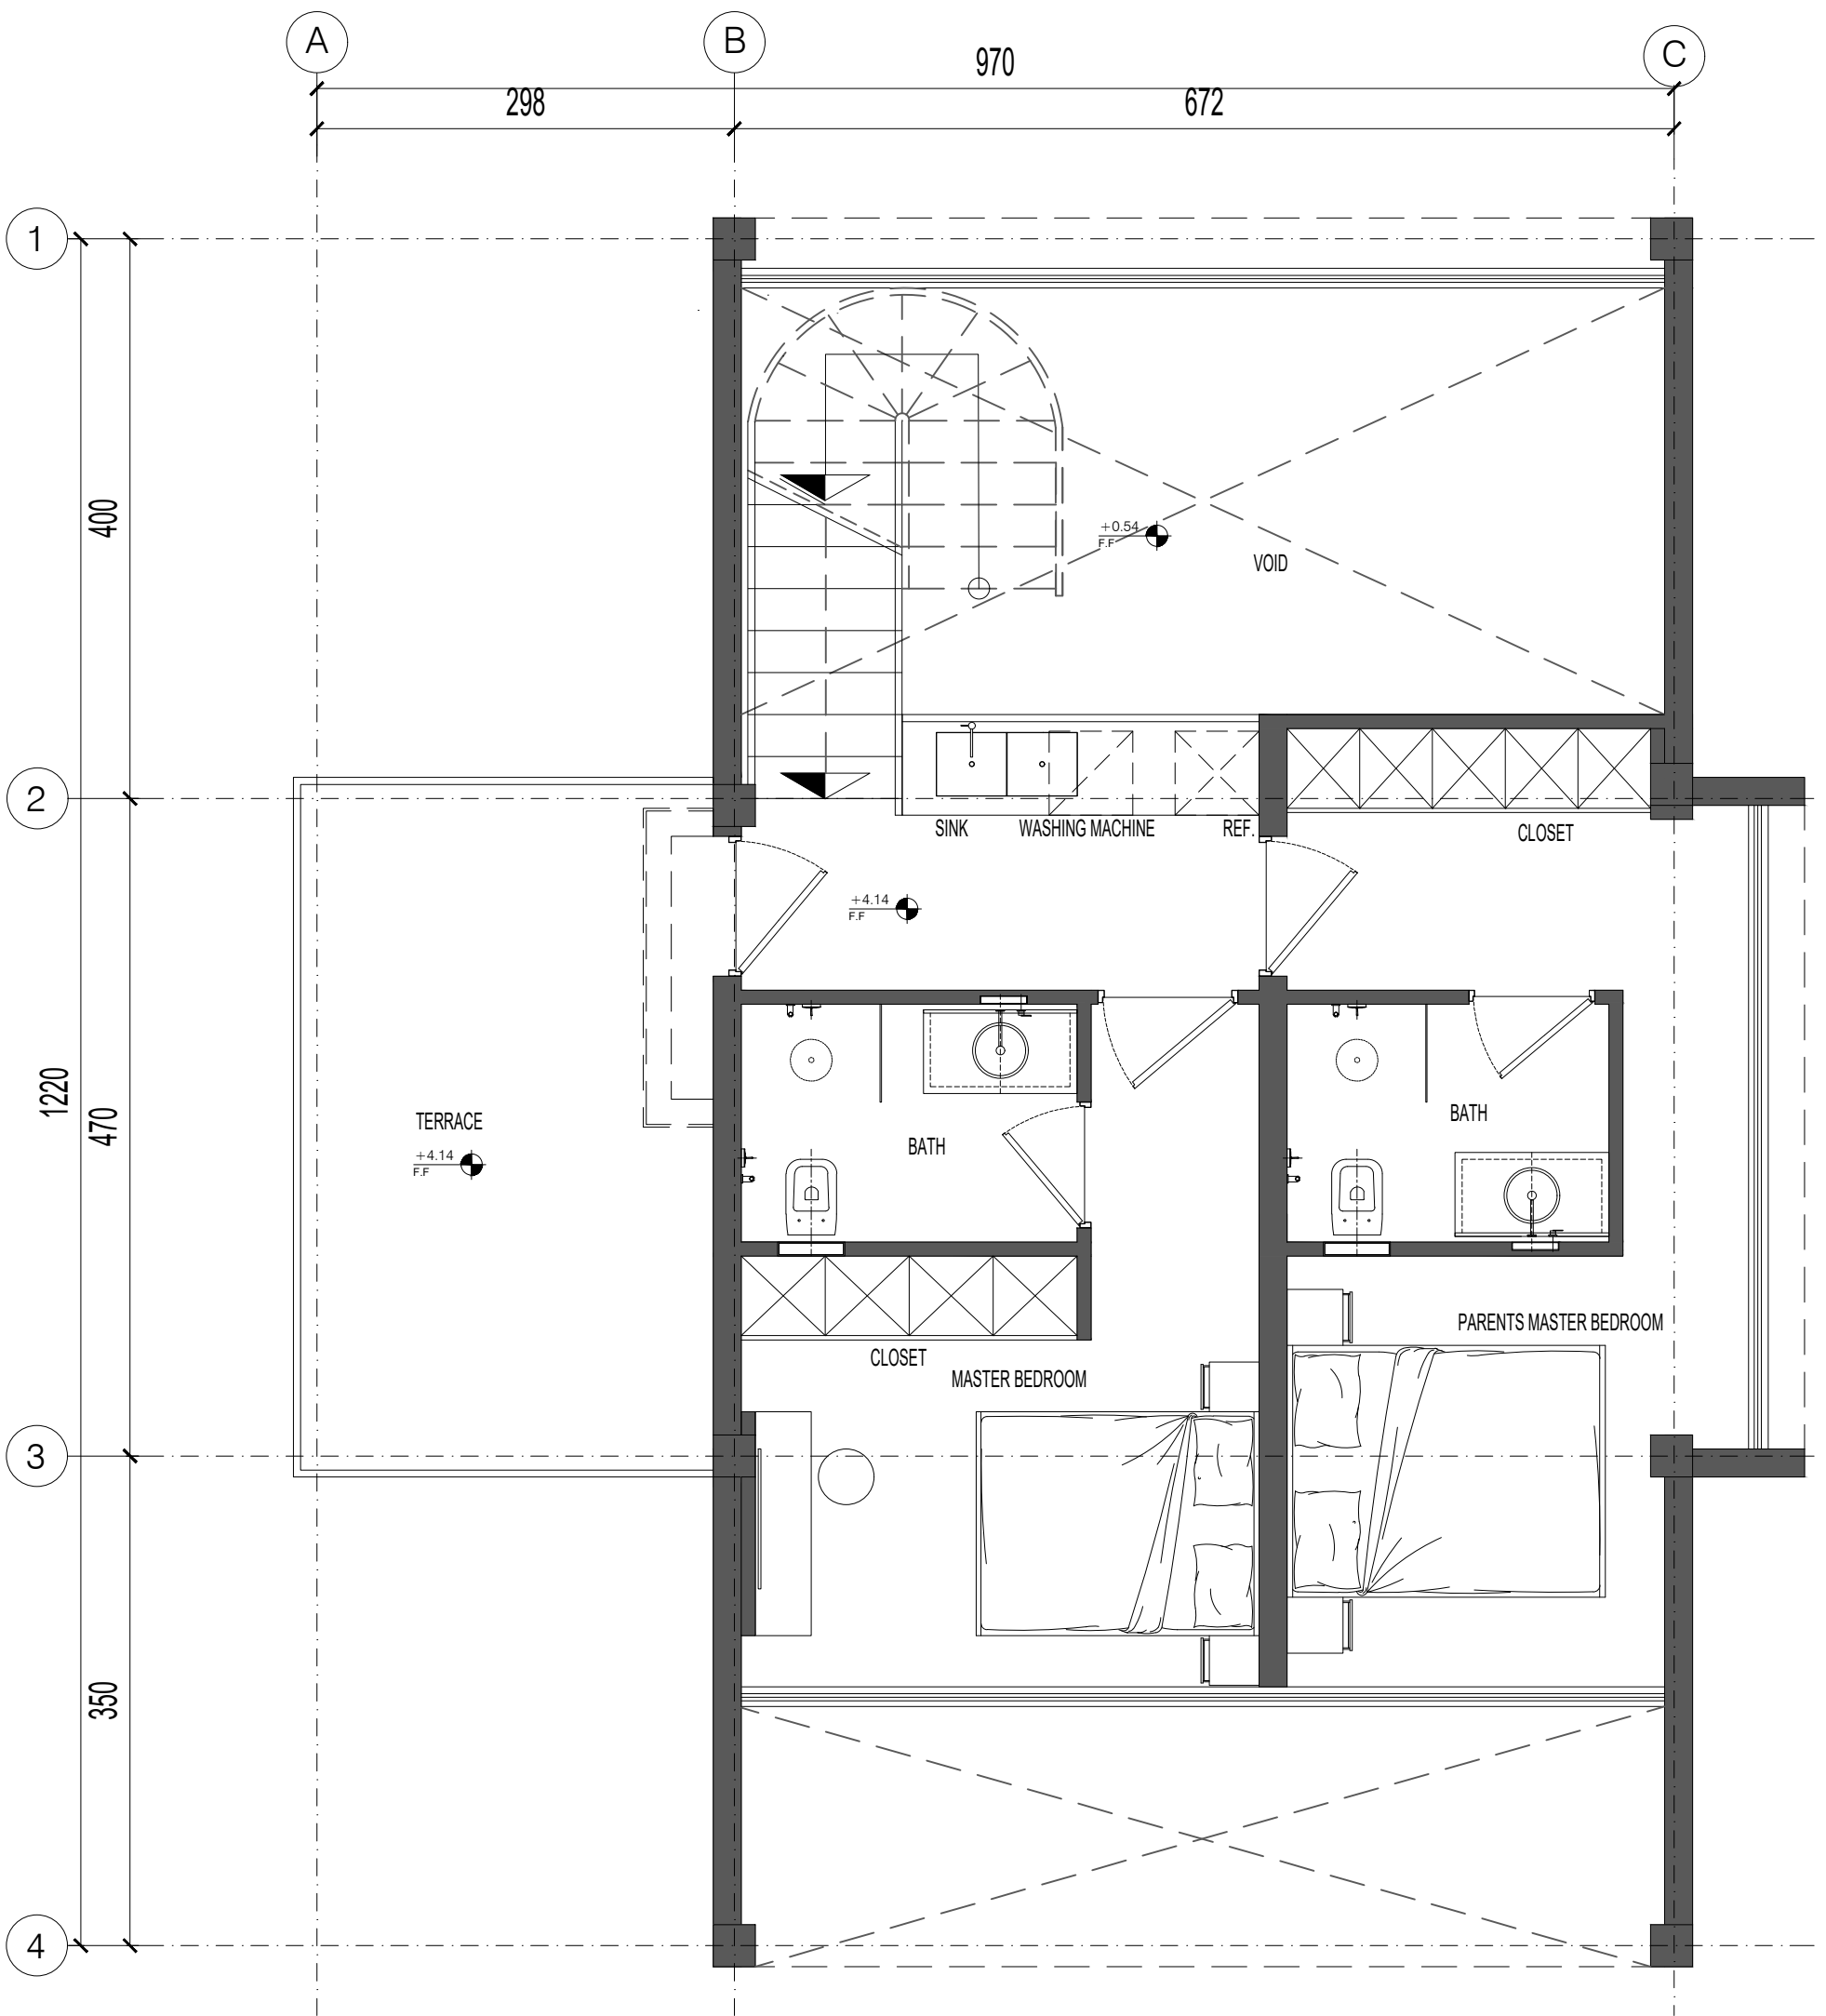 A
B
C
970
298
672
1
400
+0.54
F.F
VOID
2
SINK
WASHING MACHINE
REF.
CLOSET
+4.14
F.F
1220
470
TERRACE
+4.14
F.F
BATH
BATH
PARENTS MASTER BEDROOM
CLOSET
MASTER BEDROOM
3
350
4